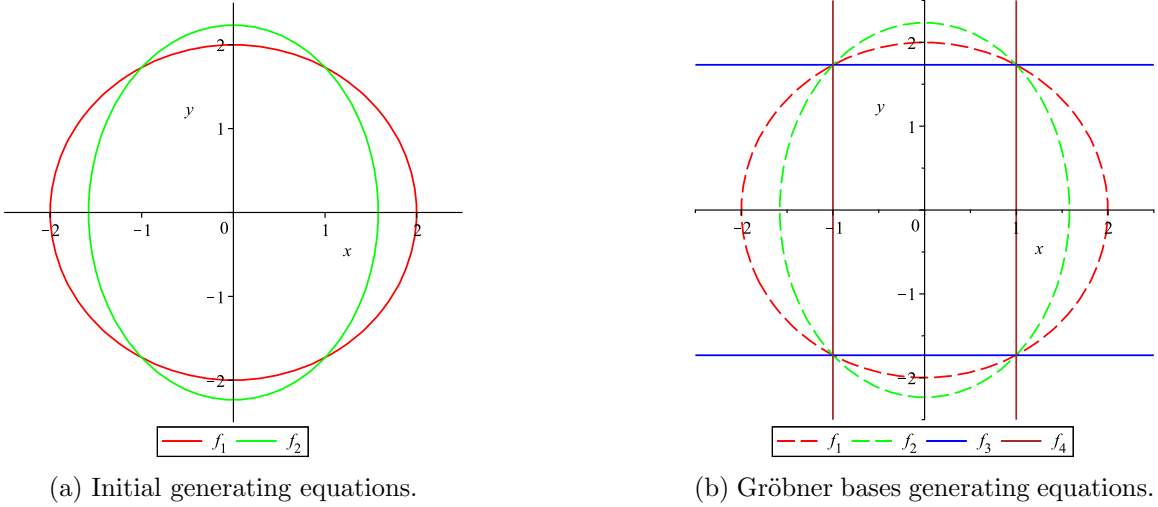 2
y
1
−2
−1
0
1
2
x
−1
−2
f1 f2
(a) Initial generating equations.
2
y
1
−2
−1
0
1
2
x
−1
−2
f1 f2 f3 f4
(b) Gröbner bases generating equations.